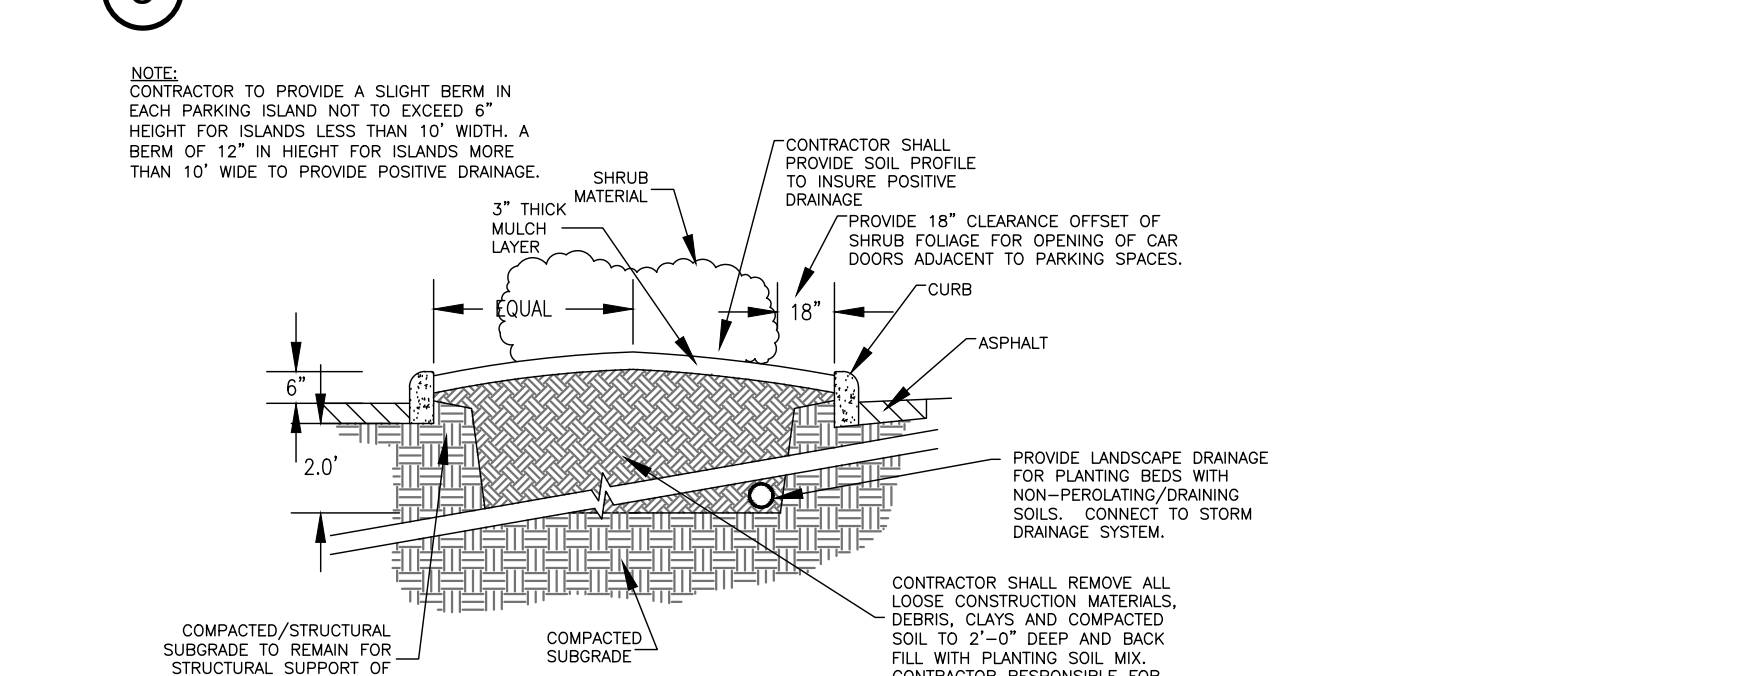 NOTE:
CONTRACTOR TO PROVIDE A SLIGHT BERM IN
EACH PARKING ISLAND NOT TO EXCEED 6"
HEIGHT FOR ISLANDS LESS THAN 10' WIDTH. A
BERM OF 12" IN HIEGHT FOR ISLANDS MORE
THAN 10' WIDE TO PROVIDE POSITIVE DRAINAGE.
CONTRACTOR SHALL
PROVIDE SOIL PROFILE
TO INSURE POSITIVE
DRAINAGE
SHRUB
MATERIAL
3" THICK
MULCH
LAYER
PROVIDE 18" CLEARANCE OFFSET OF
SHRUB FOLIAGE FOR OPENING OF CAR
DOORS ADJACENT TO PARKING SPACES.
CURB
EQUAL
18"
ASPHALT
6"
2.0'
PROVIDE LANDSCAPE DRAINAGE
FOR PLANTING BEDS WITH
NON-PEROLATING/DRAINING
SOILS. CONNECT TO STORM
DRAINAGE SYSTEM.
CONTRACTOR SHALL REMOVE ALL
LOOSE CONSTRUCTION MATERIALS,
DEBRIS, CLAYS AND COMPACTED
SOIL TO 2'-0" DEEP AND BACK
FILL WITH PLANTING SOIL MIX.
CONTRACTOR RESPONSIBLE FOR
COMPACTED/STRUCTURAL
SUBGRADE TO REMAIN FOR
STRUCTURAL SUPPORT OF
COMPACTED
SUBGRADE